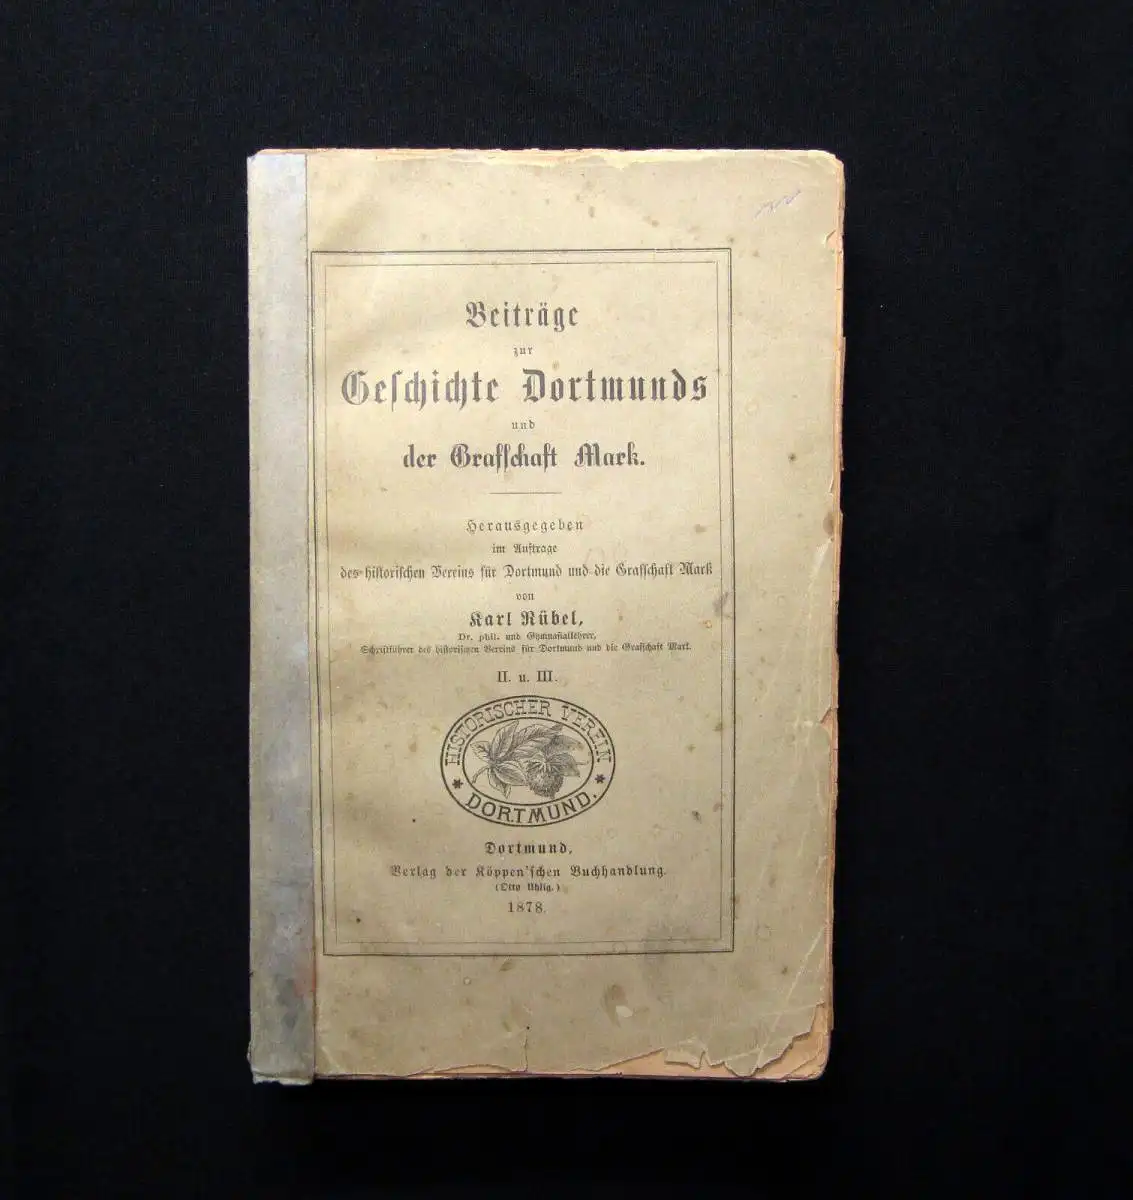 Beiträge
zur
Geschichte Dortmunds
und
der Grafschaft Mark.
Herausgegeben
im Auftrage
des historischen Vereins für Dortmund und die Grafschaft Mark
von
Karl Rübel,
Dr. phil. und Gymnasiallehrer,
Schriftführer des historischen Vereins für Dortmund und die Grafschaft Mark.
II. u. III.
HISTORISCHER VEREIN
* DORTMUND. *
Dortmund.
Verlag der Köppen'schen Buchhandlung.
(Otto Uhlig.)
1878.